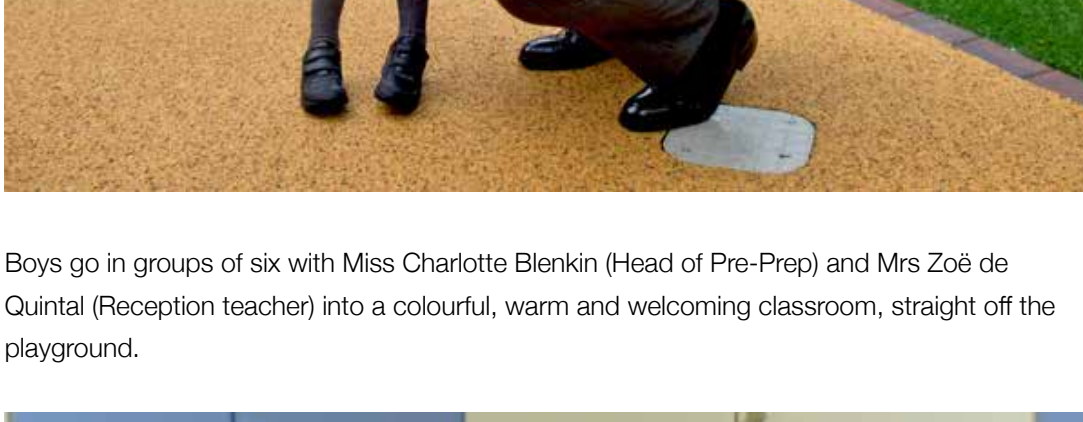 Boys go in groups of six with Miss Charlotte Blenkin (Head of Pre-Prep) and Mrs Zoë de
Quintal (Reception teacher) into a colourful, warm and welcoming classroom, straight off the
playground.